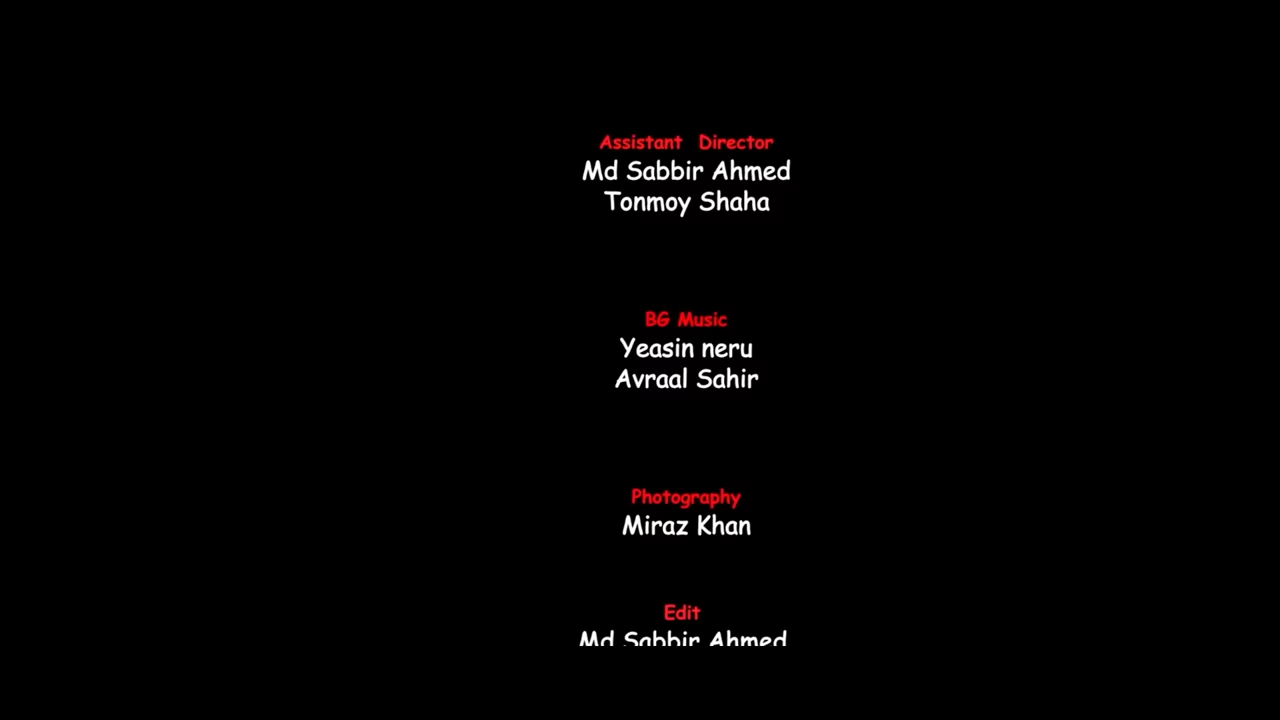 Assistant Director
Md Sabbir Ahmed
Tonmoy Shaha
BG Music
Yeasin neru
Avraal Sahir
Photography
Miraz Khan
Edit
Md Sabbir Ahmed